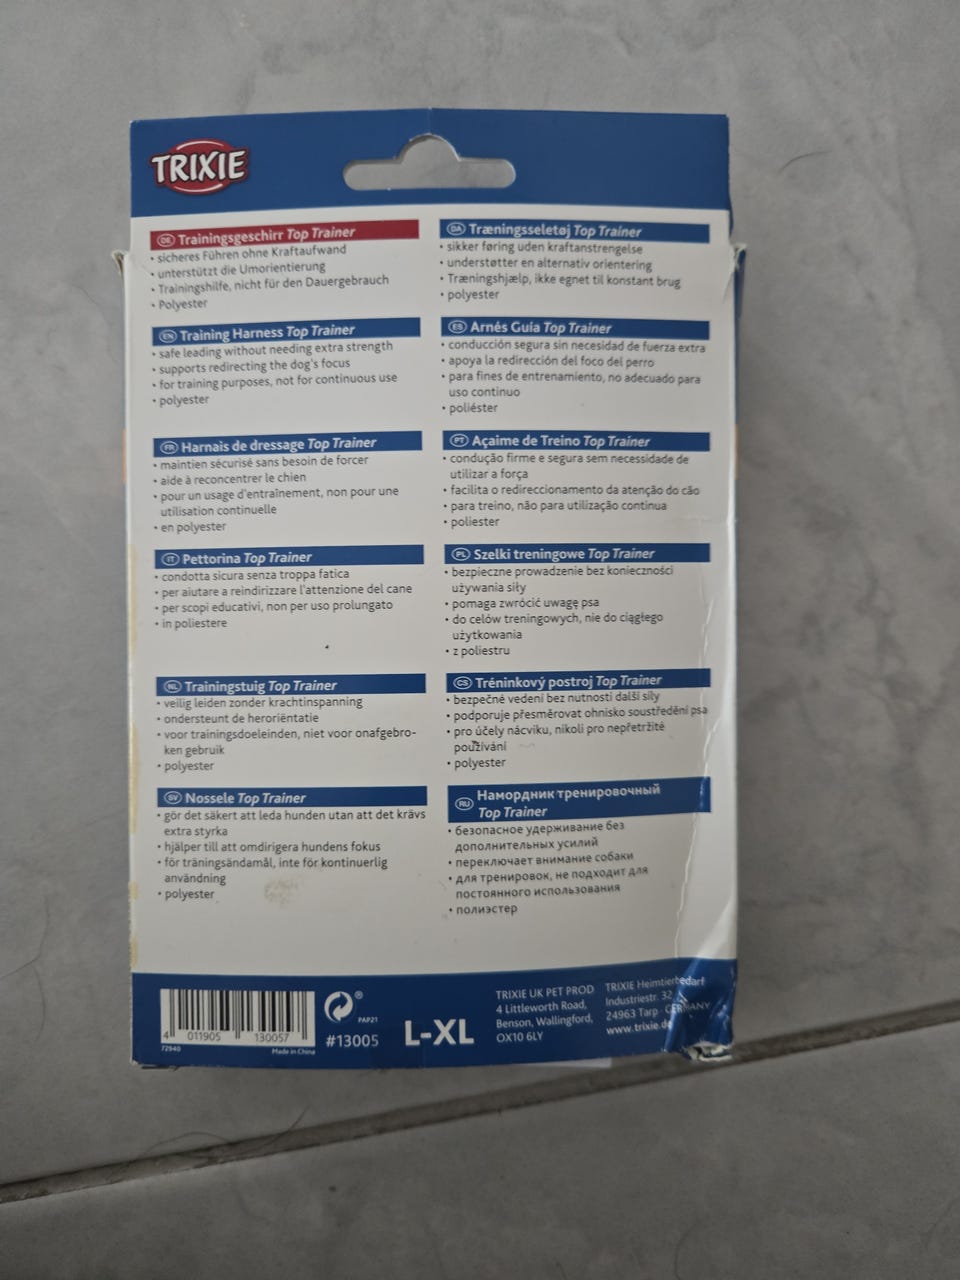 TRIXIE
DE Trainingsgeschirr Top Trainer
• sicheres Führen ohne Kraftaufwand
• unterstützt die Umorientierung
• Trainingshilfe, nicht für den Dauergebrauch
• Polyester
EN Training Harness Top Trainer
• safe leading without needing extra strength
• supports redirecting the dog's focus
• for training purposes, not for continuous use
• polyester
FR Harnais de dressage Top Trainer
• maintien sécurisé sans besoin de forcer
• aide à reconcentrer le chien
• pour un usage d'entraînement, non pour une
utilisation continuelle
• en polyester
IT Pettorina Top Trainer
• condotta sicura senza troppa fatica
• per aiutare a reindirizzare l'attenzione del cane
• per scopi educativi, non per uso prolungato
• in poliestere
NL Trainingstuig Top Trainer
• veilig leiden zonder krachtinspanning
• ondersteunt de heroriëntatie
• voor trainingsdoeleinden, niet voor onafgebro-
ken gebruik
• polyester
SV Nossele Top Trainer
• gör det säkert att leda hunden utan att det krävs
extra styrka
• hjälper till att omdirigera hundens fokus
• för träningsändamål, inte för kontinuerlig
användning
• polyester
DA Træningsseletøj Top Trainer
• sikker føring uden kraftanstrengelse
• understøtter en alternativ orientering
• Træningshjælp, ikke egnet til konstant brug
• polyester
ES Arnés Guía Top Trainer
• conducción segura sin necesidad de fuerza extra
• apoya la redirección del foco del perro
• para fines de entrenamiento, no adecuado para
uso continuo
• poliéster
PT Açaime de Treino Top Trainer
• condução firme e segura sem necessidade de
utilizar a força
• facilita o redireccionamento da atenção do cão
• para treino, não para utilização continua
• poliester
PL Szelki treningowe Top Trainer
• bezpieczne prowadzenie bez konieczności
używania siły
• pomaga zwrócić uwagę psa
• do celów treningowych, nie do ciągłego
użytkowania
• z poliestru
CS Tréninkový postroj Top Trainer
• bezpečné vedení bez nutnosti další síly
• podporuje přesměrovat ohnisko soustředění psa
• pro účely nácviku, nikoli pro nepřetržité
používání
• polyester
RU Намордник тренировочный
Top Trainer
• безопасное удерживание без
дополнительных усилий
• переключает внимание собаки
• для тренировок, не подходит для
постоянного использования
• полиэстер
4 011905 130057
72940
Made in China
®
PAP21
#13005
L-XL
TRIXIE UK PET PROD
4 Littleworth Road,
Benson, Wallingford,
OX10 6LY
TRIXIE Heimtierbedarf
Industriestr. 32
24963 Tarp GERMANY
www.trixie.de